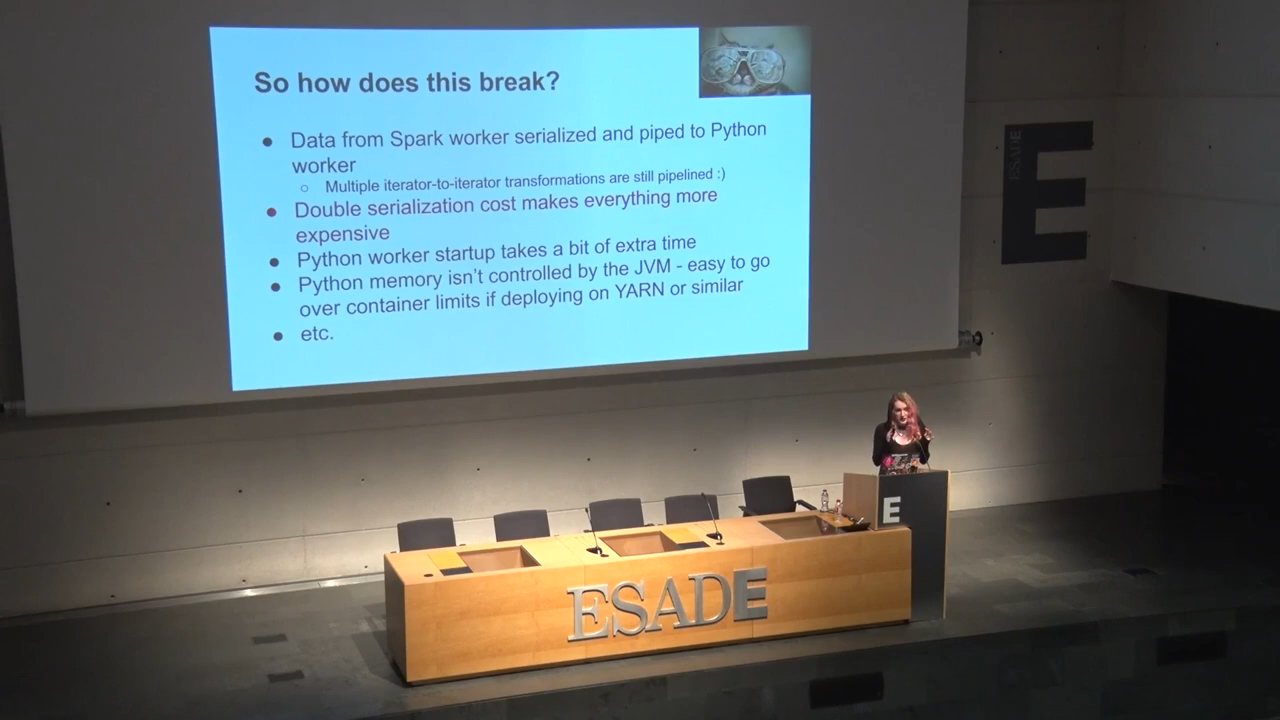 So how does this break?
● Data from Spark worker serialized and piped to Python
worker
○ Multiple iterator-to-iterator transformations are still pipelined :)
● Double serialization cost makes everything more
expensive
● Python worker startup takes a bit of extra time
● Python memory isn't controlled by the JVM - easy to go
over container limits if deploying on YARN or similar
● etc.
ESADE
E
E
ESADE